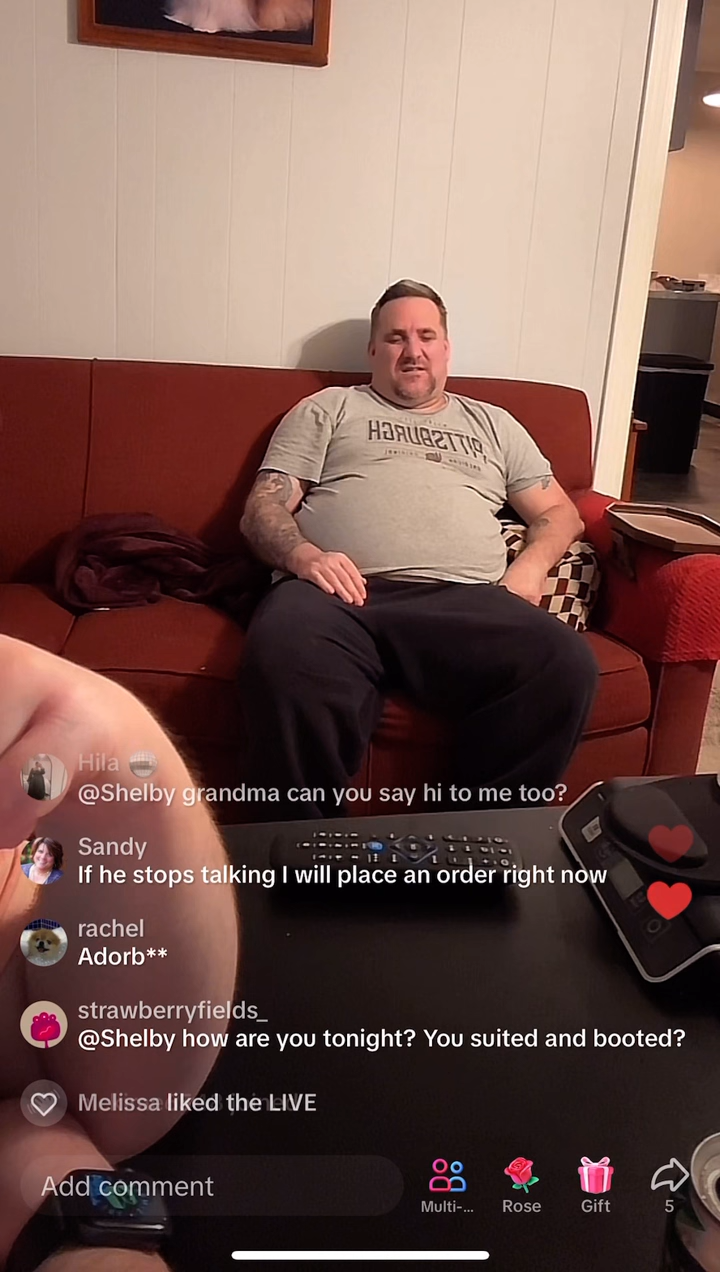 PITTSBURGH
Hila
@Shelby grandma can you say hi to me too?
Sandy
If he stops talking I will place an order right now
rachel
Adorb**
strawberryfields_
@Shelby how are you tonight? You suited and booted?
Melissa liked the LIVE
Add comment
Multi-...
Rose
Gift
5